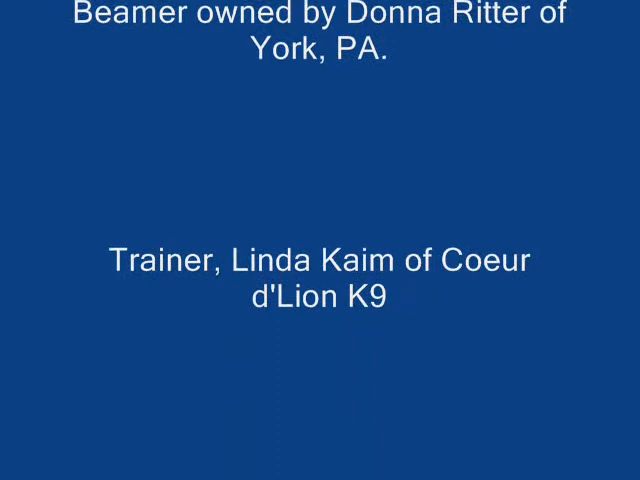 Beamer owned by Donna Ritter of
York, PA.
Trainer, Linda Kaim of Coeur
d'Lion K9